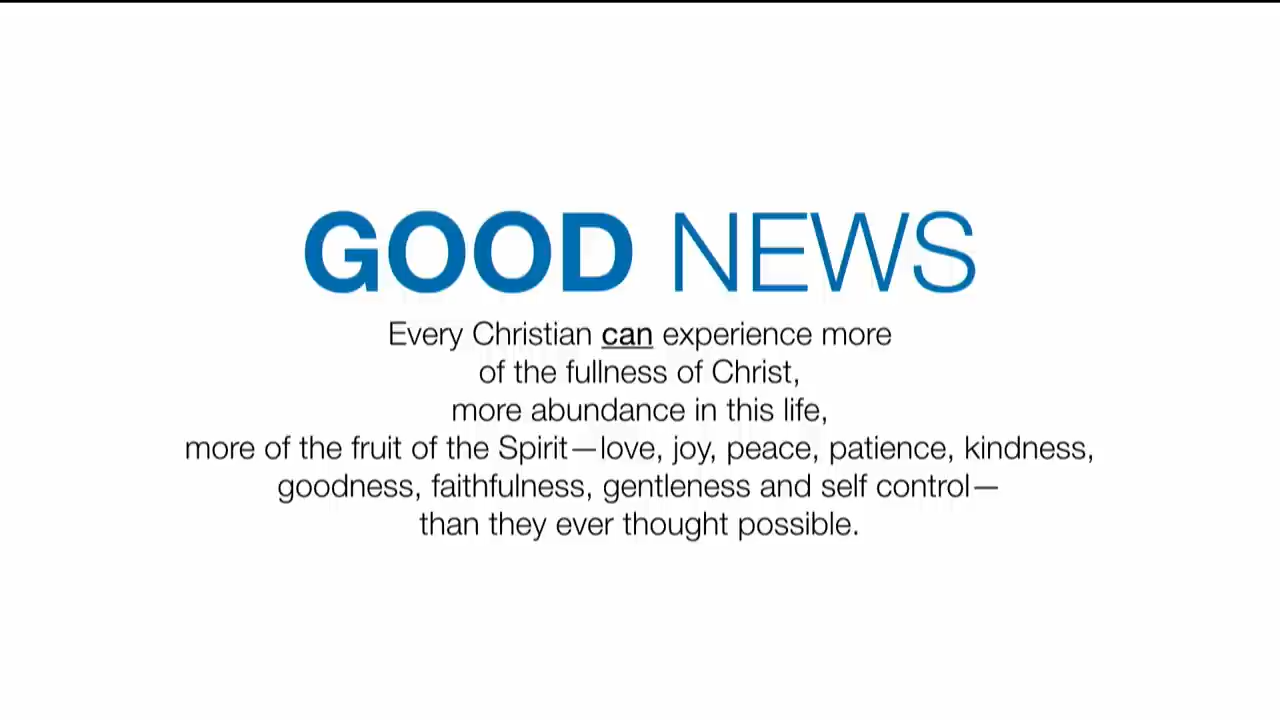 GOOD NEWS
Every Christian can experience more
of the fullness of Christ,
more abundance in this life,
more of the fruit of the Spirit—love, joy, peace, patience, kindness,
goodness, faithfulness, gentleness and self control—
than they ever thought possible.